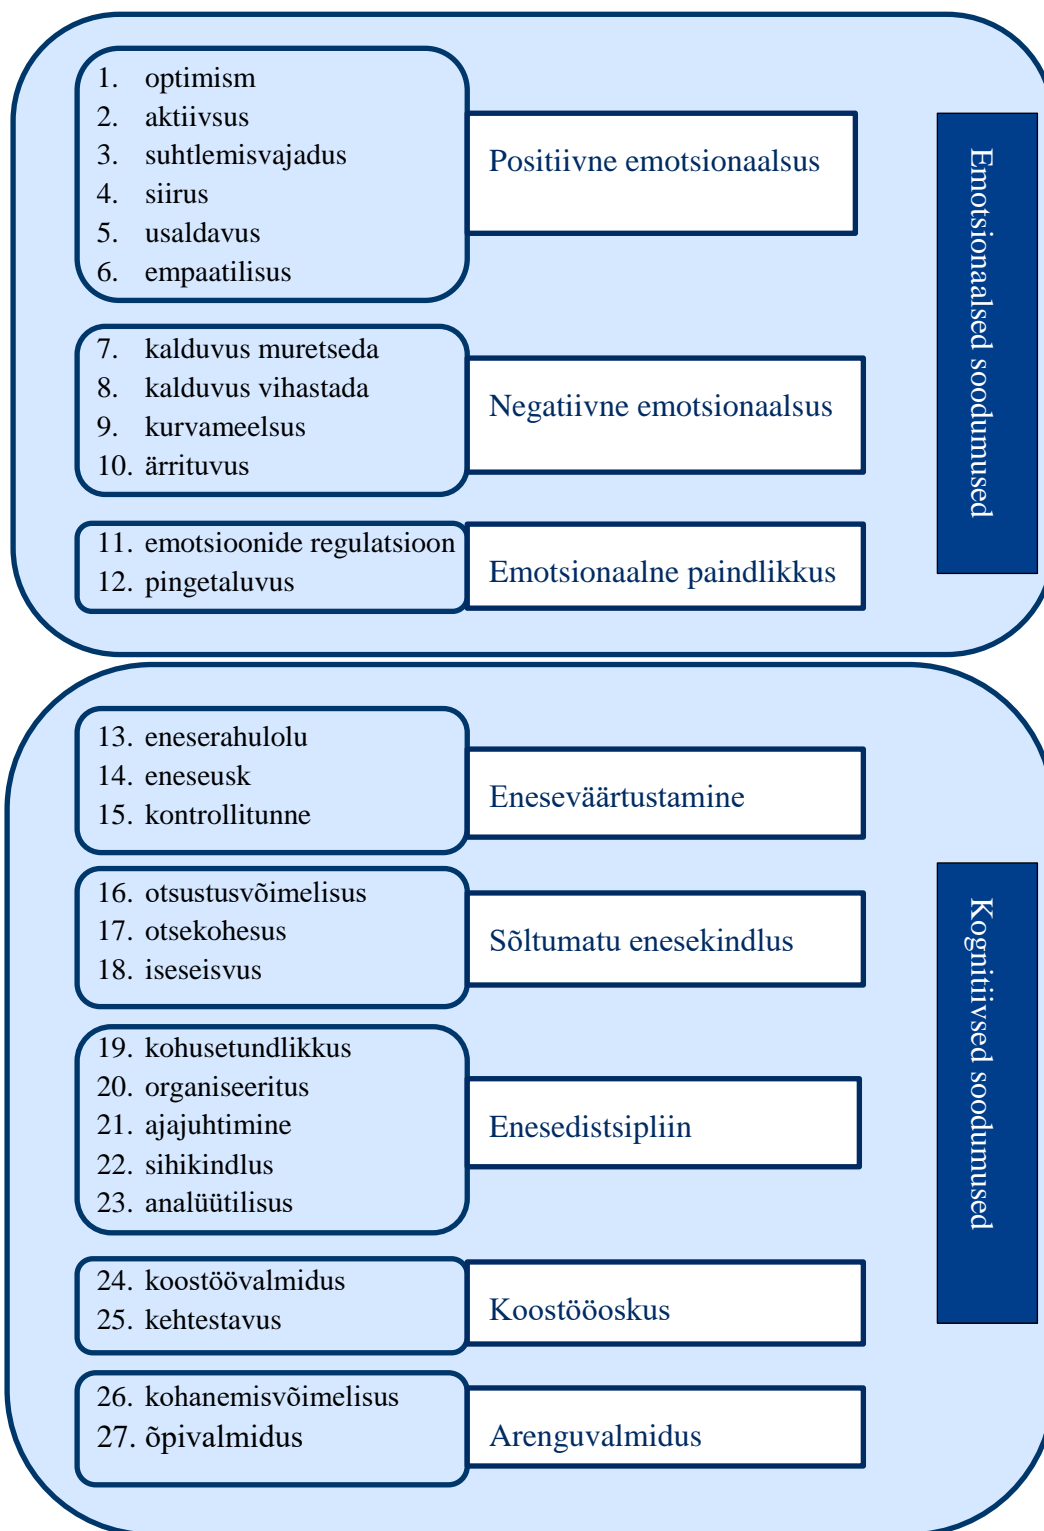 1. optimism
2. aktiivsus
3. suhtlemisvajadus
4. siirus
5. usaldavus
6. empaatilisus
Positiivne emotsionaalsus
7. kalduvus muretseda
8. kalduvus vihastada
9. kurvameelsus
10. ärrituvus
Negatiivne emotsionaalsus
11. emotsioonide regulatsioon
12. pingetaluvus
Emotsionaalne paindlikkus
Emotsionaalsed soodumused
13. eneserahulolu
14. eneseusk
15. kontrollitunne
Eneseväärtustamine
16. otsustusvõimelisus
17. otsekohesus
18. iseseisvus
Sõltumatu enesekindlus
19. kohusetundlikkus
20. organiseeritus
21. ajajuhtimine
22. sihikindlus
23. analüütilisus
Enesedistsipliin
24. koostöövalmidus
25. kehtestavus
Koostööoskus
26. kohanemisvõimelisus
27. õpivalmidus
Arenguvalmidus
Kognitiivsed soodumused